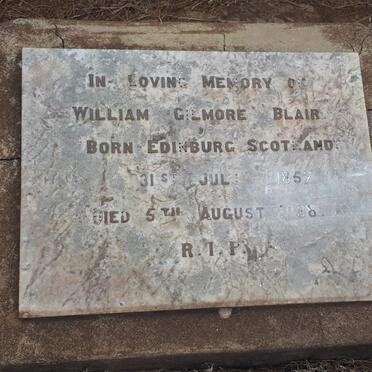 IN LOVING MEMORY OF
WILLIAM GILMORE BLAIR
BORN EDINBURG SCOTLAND
31ST JULY
DIED 5TH AUGUST
R.I.P.